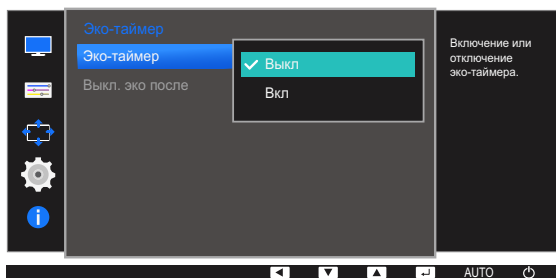 Эко-таймер
Эко-таймер
Выкл. эко после
Выкл
Вкл
Включение или
отключение
эко-таймера.
AUTO